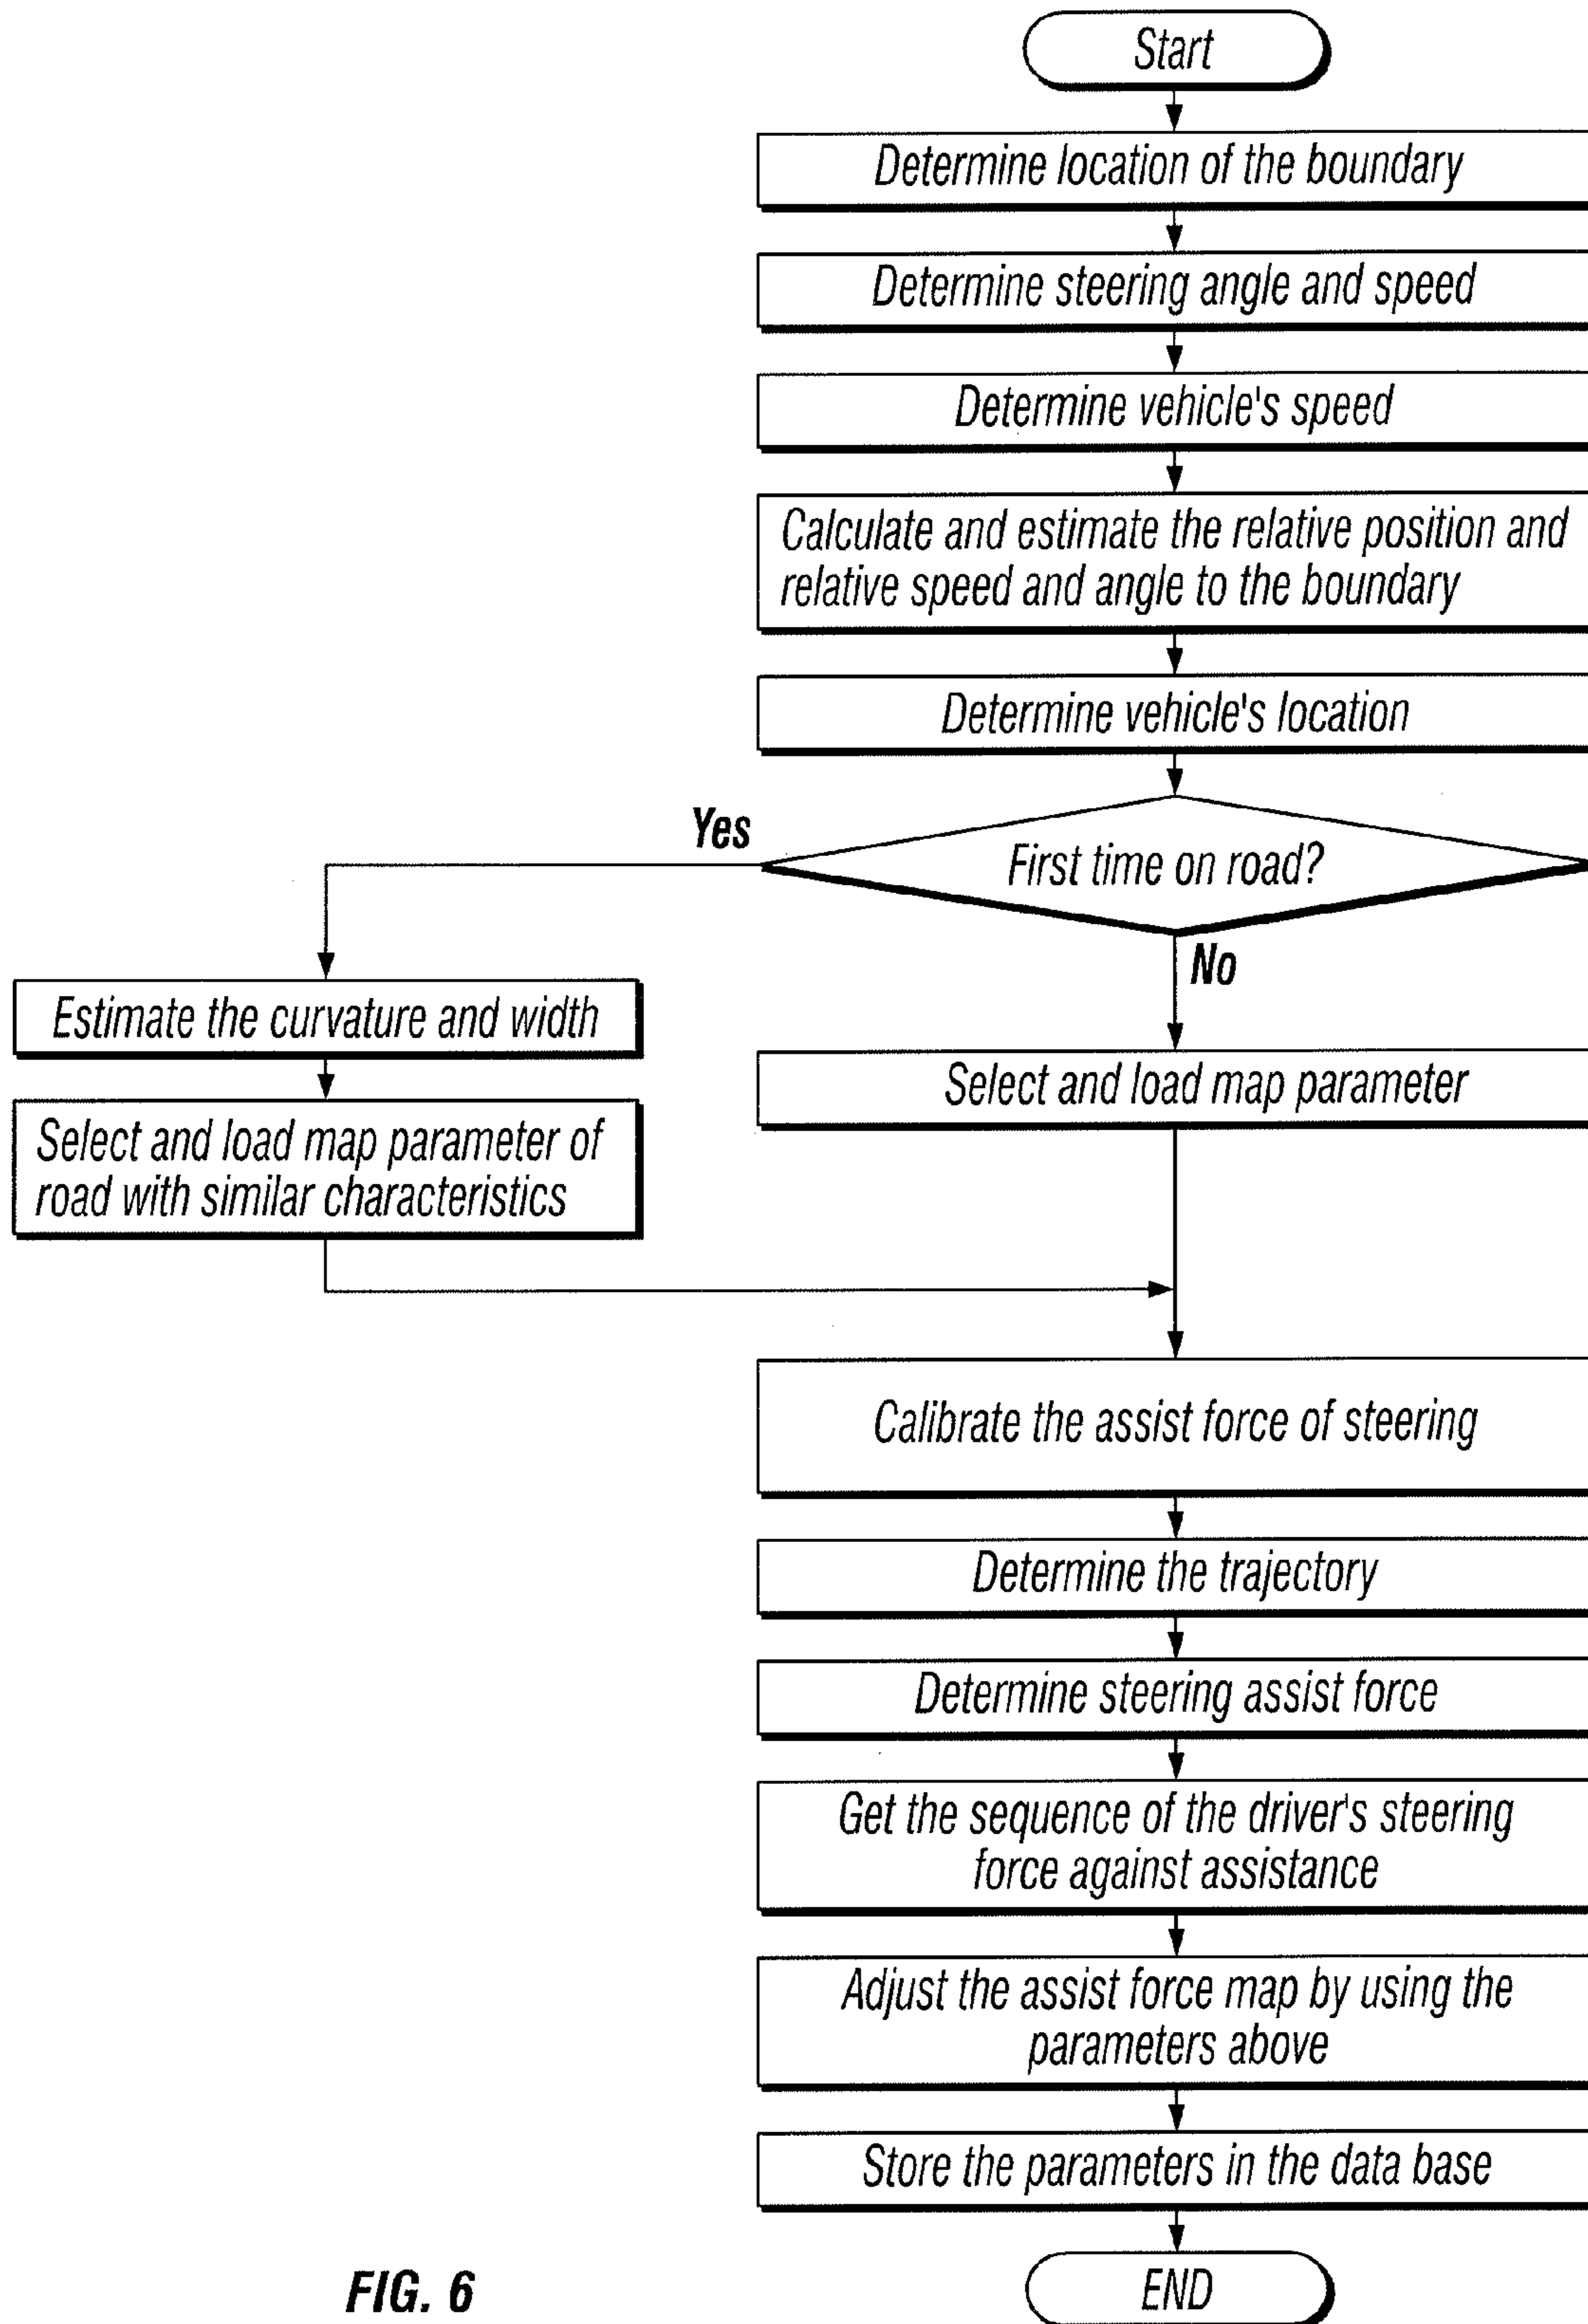 Start
Determine location of the boundary
Determine steering angle and speed
Determine vehicle's speed
Calculate and estimate the relative position and
relative speed and angle to the boundary
Determine vehicle's location
First time on road?
Yes
No
Estimate the curvature and width
Select and load map parameter of
road with similar characteristics
Select and load map parameter
Calibrate the assist force of steering
Determine the trajectory
Determine steering assist force
Get the sequence of the driver's steering
force against assistance
Adjust the assist force map by using the
parameters above
Store the parameters in the data base
END
FIG. 6